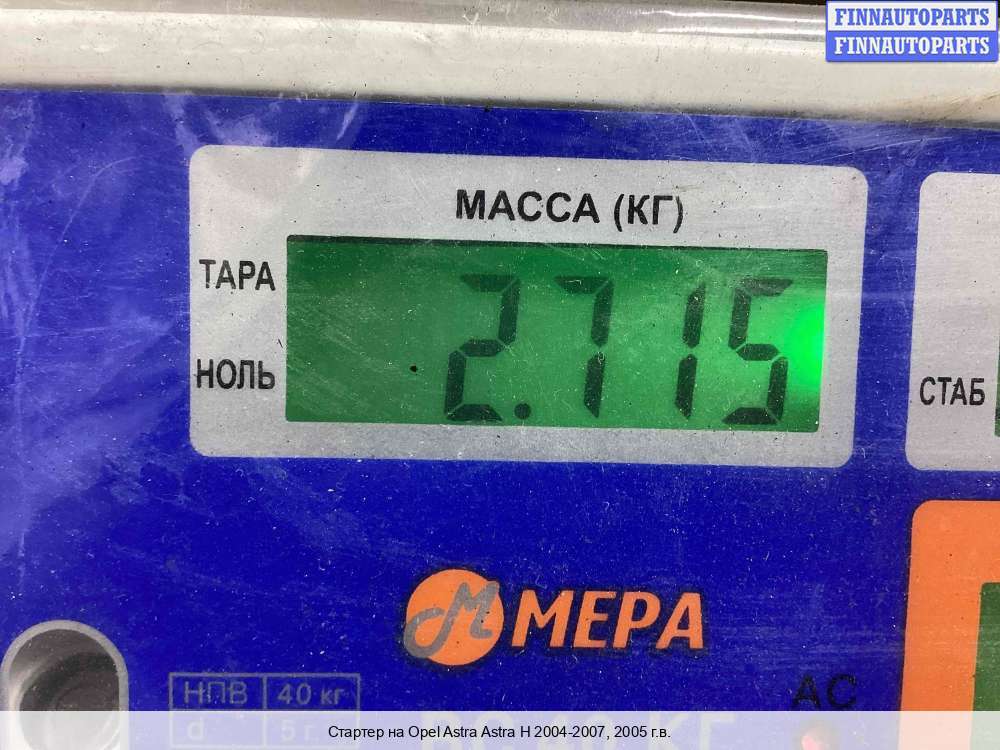 FINNAUTOPARTS
FINNAUTOPARTS
МАССА (КГ)
ТАРА
2.715
НОЛЬ
СТАБ
М МЕРА
НПВ 40 кг
AC
d 5 г.
Стартер на Opel Astra Astra H 2004-2007, 2005 г.в.